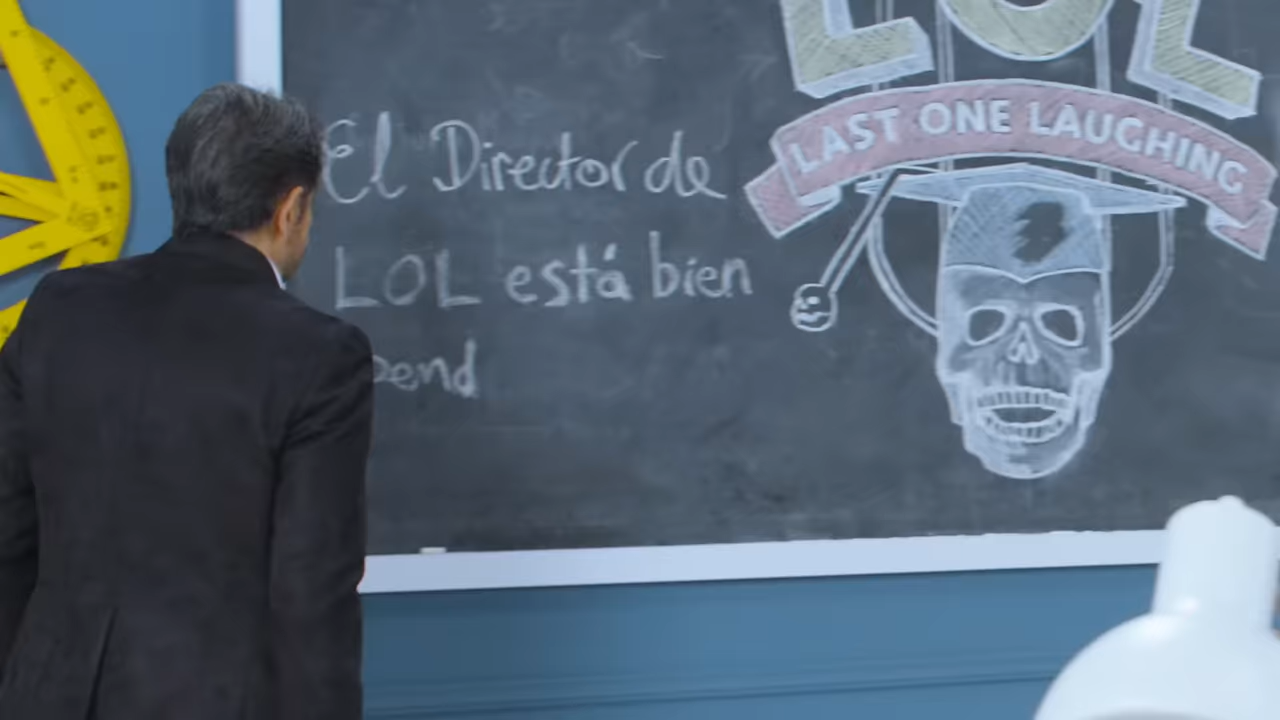 El Director de
LOL está bien
pend
LOL
LAST ONE LAUGHING